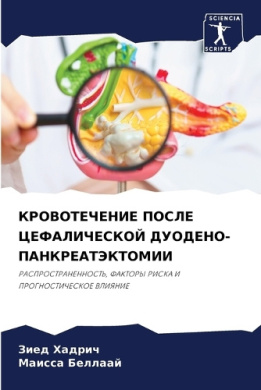 SCIENCIA
SCRIPTS
КРОВОТЕЧЕНИЕ ПОСЛЕ
ЦЕФАЛИЧЕСКОЙ ДУОДЕНО-
ПАНКРЕАТЭКТОМИИ
РАСПРОСТРАНЕННОСТЬ, ФАКТОРЫ РИСКА И
ПРОГНОСТИЧЕСКОЕ ВЛИЯНИЕ
Зиед Хадрич
Маисса Беллаай